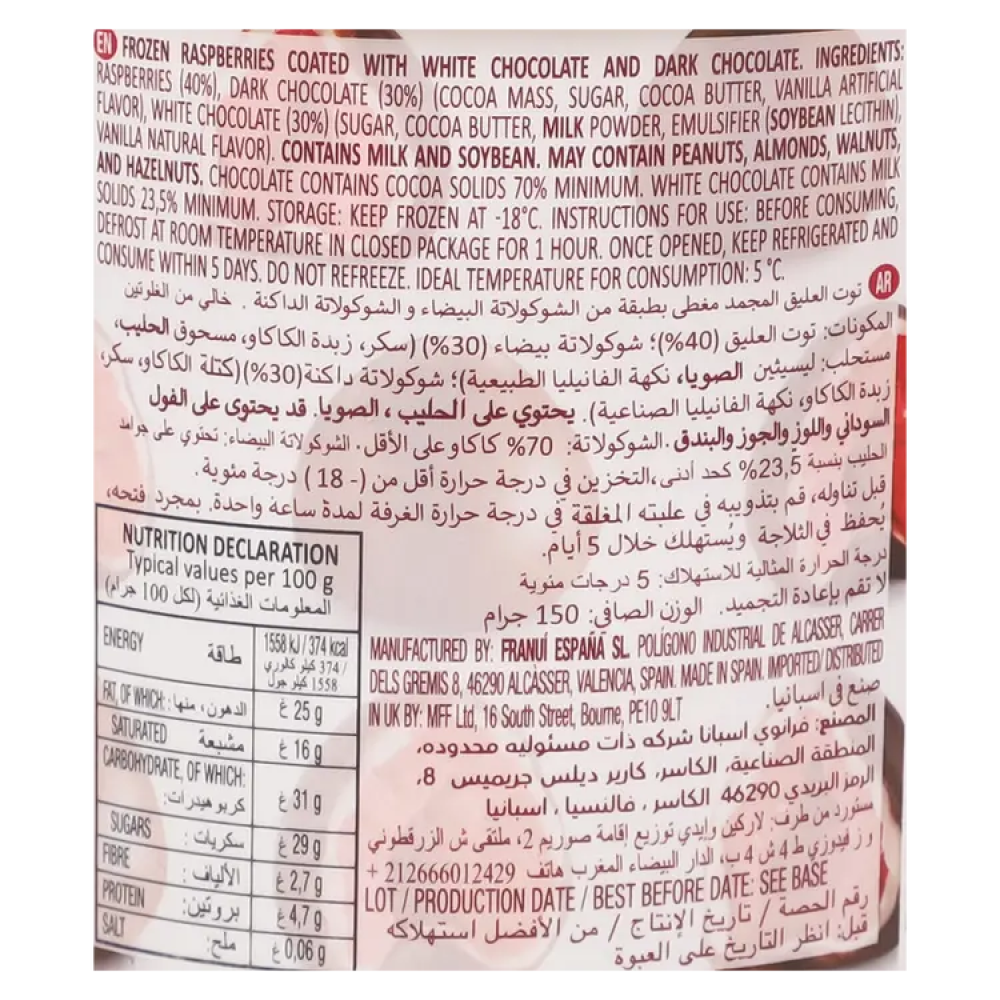 EN FROZEN RASPBERRIES COATED WITH WHITE CHOCOLATE AND DARK CHOCOLATE. INGREDIENTS:
RASPBERRIES (40%), DARK CHOCOLATE (30%) (COCOA MASS, SUGAR, COCOA BUTTER, VANILLA ARTIFICIAL
FLAVOR), WHITE CHOCOLATE (30%) (SUGAR, COCOA BUTTER, MILK POWDER, EMULSIFIER (SOYBEAN LECITHIN),
VANILLA NATURAL FLAVOR). CONTAINS MILK AND SOYBEAN. MAY CONTAIN PEANUTS, ALMONDS, WALNUTS,
AND HAZELNUTS. CHOCOLATE CONTAINS COCOA SOLIDS 70% MINIMUM. WHITE CHOCOLATE CONTAINS MILK
SOLIDS 23,5% MINIMUM. STORAGE: KEEP FROZEN AT -18°C. INSTRUCTIONS FOR USE: BEFORE CONSUMING,
DEFROST AT ROOM TEMPERATURE IN CLOSED PACKAGE FOR 1 HOUR. ONCE OPENED, KEEP REFRIGERATED AND
CONSUME WITHIN 5 DAYS. DO NOT REFREEZE. IDEAL TEMPERATURE FOR CONSUMPTION: 5 °C.
AR توت العليق المجمد مغطى بطبقة من الشوكولاتة البيضاء و الشوكولاتة الداكنة . خالي من الغلوتين
المكونات: توت العليق (40%)؛ شوكولاتة بيضاء (30%) (سكر، زبدة الكاكاو، مسحوق الحليب،
مستحلب: ليسيثين الصويا، نكهة الفانيليا الطبيعية)؛ شوكولاتة داكنة(30%)(كتلة الكاكاو، سكر،
زبدة الكاكاو، نكهة الفانيليا الصناعية). يحتوي على الحليب ، الصويا. قد يحتوى على الفول
السوداني واللوز والجوز والبندق .الشوكولاتة: 70% كاكاو على الأقل. الشوكولاتة البيضاء: تحتوي على جوامد
الحليب بنسبة 23,5% كحد أدنى،التخزين في درجة حرارة أقل من (- 18 ) درجة مئوية .
قبل تناوله، قم بتذويبه في علبته المغلقة في درجة حرارة الغرفة لمدة ساعة واحدة. بمجرد فتحه،
يُحفظ في الثلاجة ويُستهلك خلال 5 أيام.
درجة الحرارة المثالية للاستهلاك: 5 درجات مئوية
لا تقم بإعادة التجميد. الوزن الصافي: 150 جرام
NUTRITION DECLARATION
Typical values per 100 g
المعلومات الغذائية (لكل 100 جرام)
ENERGY طاقة 1558 kJ / 374 kcal
374 كيلو كالوري /
1558 كيلو جول
FAT, OF WHICH: الدهون، منها: 25 g غ
SATURATED مشبعة 16 g غ
CARBOHYDRATE, OF WHICH:
كربوهيدرات: 31 g غ
SUGARS سكريات : 29 g غ
FIBRE الألياف : 2,7 g غ
PROTEIN بروتين: 4,7 g غ
SALT ملح: 0,06 g غ
MANUFACTURED BY: FRANUÍ ESPAÑA SL. POLÍGONO INDUSTRIAL DE ALCASSER, CARRER
DELS GREMIS 8, 46290 ALCÀSSER, VALENCIA, SPAIN. MADE IN SPAIN. IMPORTED/ DISTRIBUTED
IN UK BY: MFF Ltd, 16 South Street, Bourne, PE10 9LT
صنع في اسبانيا.
المصنع: فرانوي اسبانا شركه ذات مسئوليه محدوده،
المنطقة الصناعية، الكاسر، كارير ديلس جريميس 8،
الرمز البريدي 46290 الكاسر ، فالنسيا ، اسبانيا
مستورد من طرف: لاركين وايدي توزيع إقامة صوريم 2، ملتقى ش الزرقطوني
و ز فيدوزي ط 4 ش 4 ب، الدار البيضاء المغرب هاتف 212666012429 +
LOT / PRODUCTION DATE / BEST BEFORE DATE: SEE BASE
رقم الحصة / تاريخ الإنتاج / من الأفضل استهلاكه
قبل: انظر التاريخ على العبوة